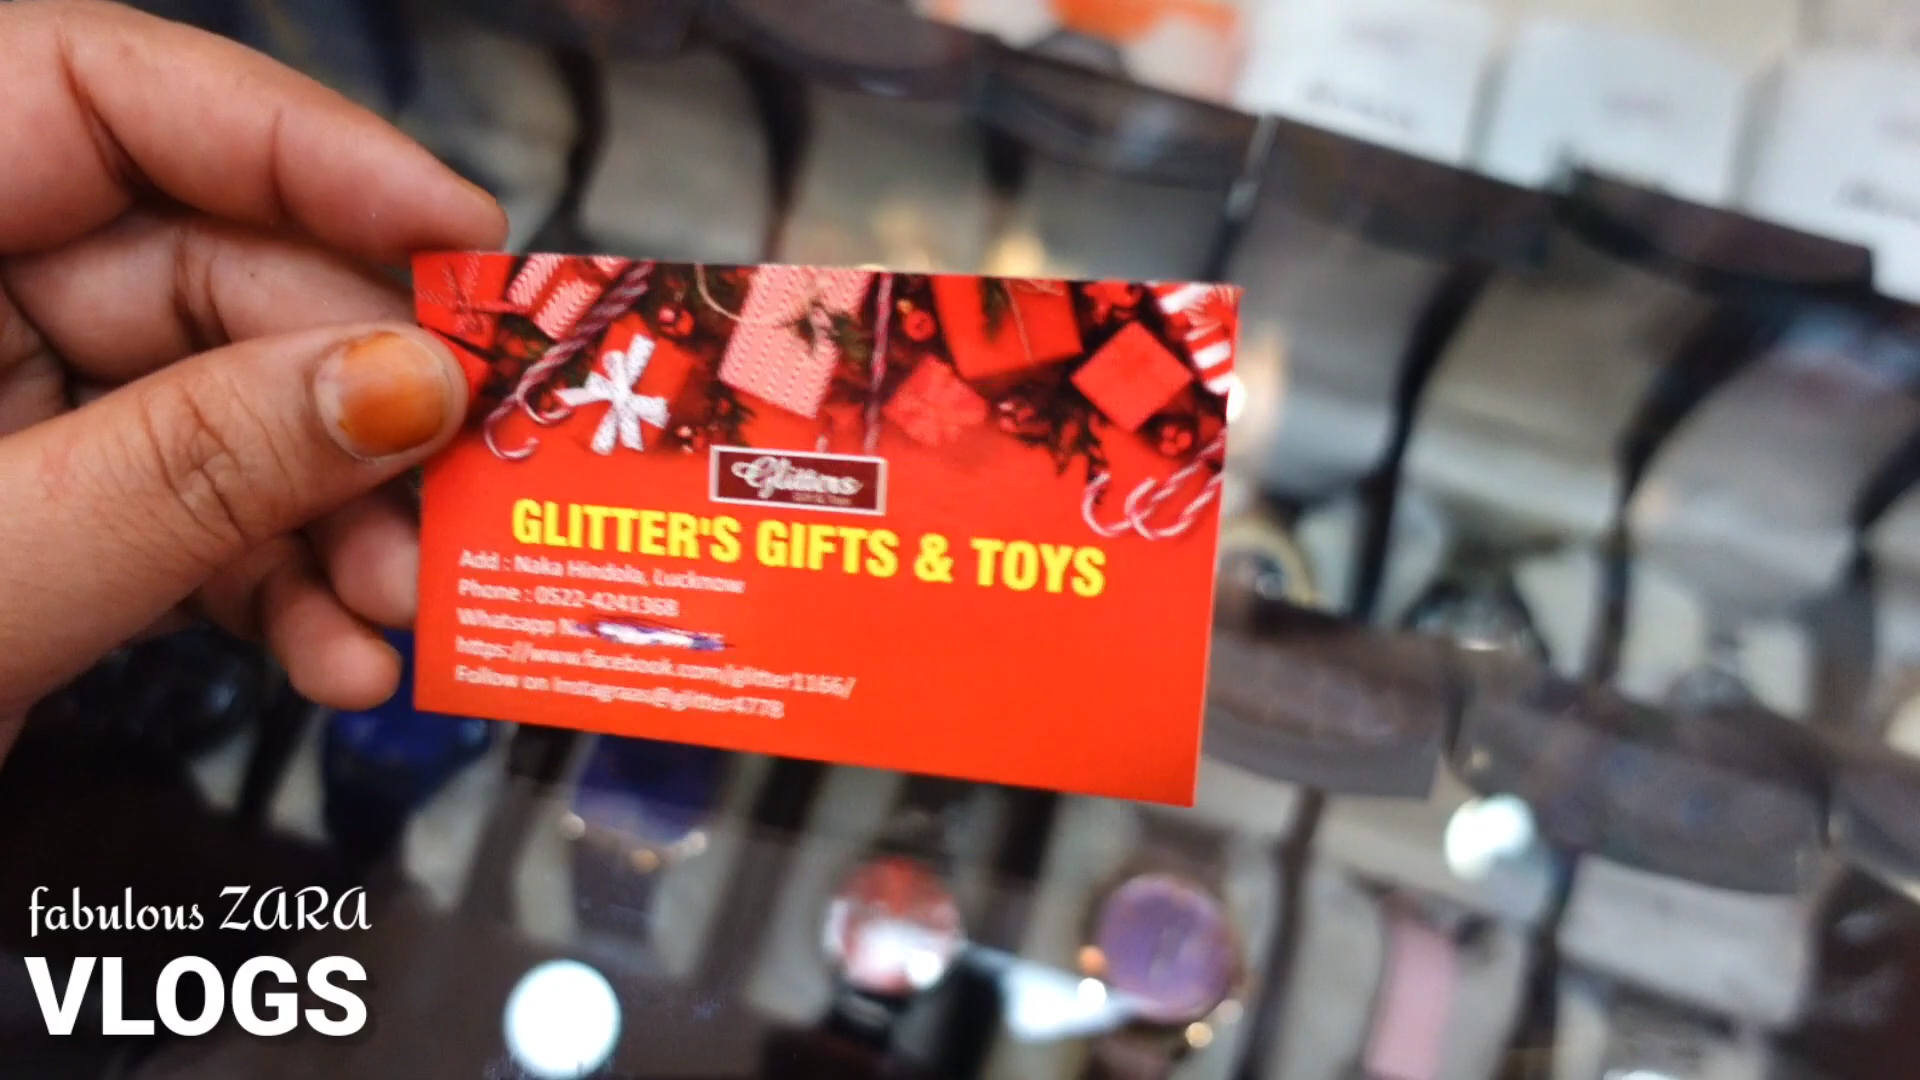 Glitters
GLITTER'S GIFTS & TOYS
Add : Naka Hindola, Lucknow
Phone : 0522-4241368
Whatsapp
https://www.facebook.com/glitter1166/
Follow on Instagram@glitter4778
fabulous ZARA
VLOGS